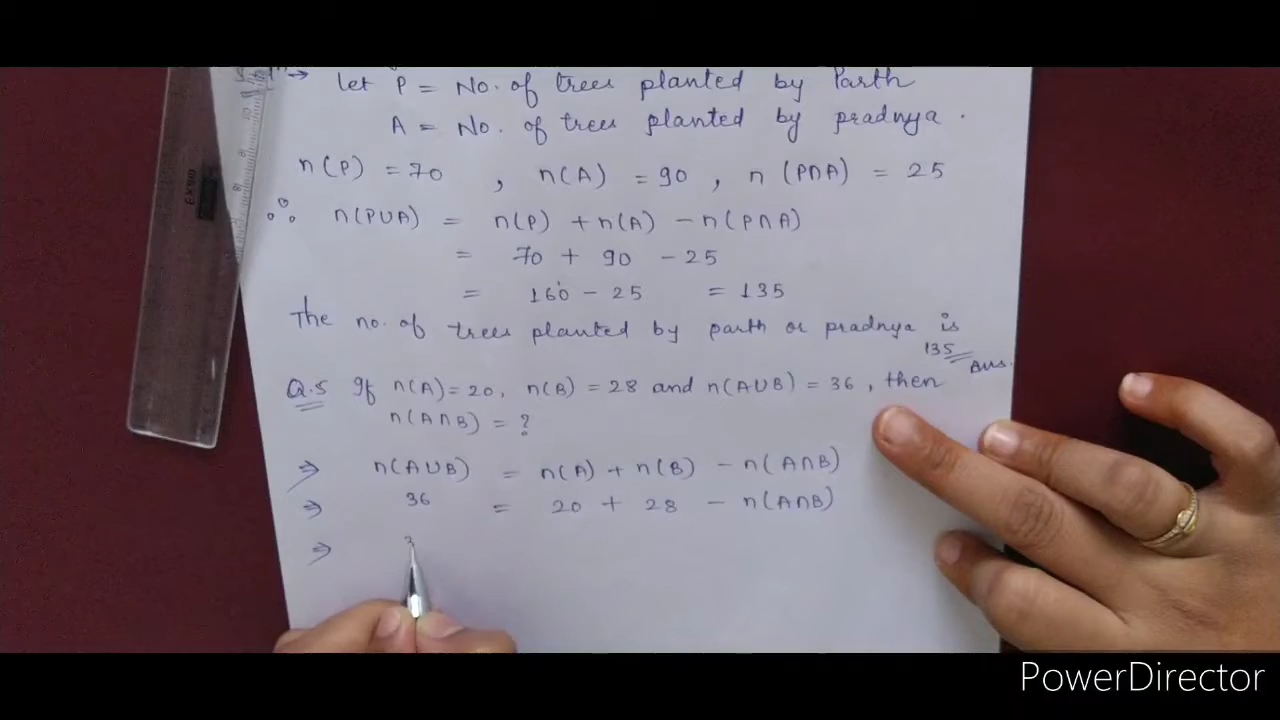 → let P = No. of trees planted by Parth
A = No. of trees planted by pradnya.
n(P) = 70 , n(A) = 90 , n (P∩A) = 25
∴ n(P∪A) = n(P) + n(A) - n(P∩A)
= 70 + 90 - 25
= 160 - 25 = 135
The no. of trees planted by parth or pradnya is
135 Ans.
Q.5 If n(A) = 20, n(B) = 28 and n(A∪B) = 36, then
n(A∩B) = ?
⇒ n(A∪B) = n(A) + n(B) - n(A∩B)
⇒ 36 = 20 + 28 - n(A∩B)
⇒ 3
PowerDirector